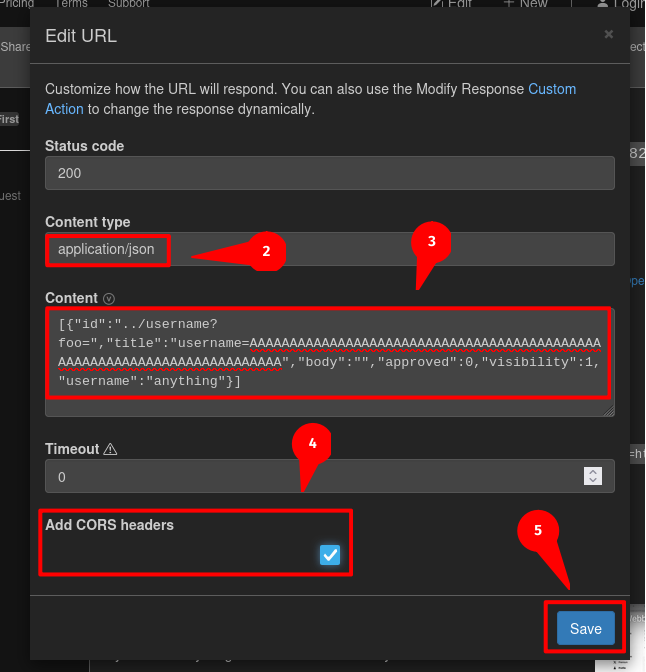 Pricing Terms Support Edit New Login
Edit URL ×
Share
Customize how the URL will respond. You can also use the Modify Response Custom
Action to change the response dynamically.
First
Status code
82
200
uest
Content type
application/json
2
3
Content
[{"id":"../username?
foo=","title":"username=AAAAAAAAAAAAAAAAAAAAAAAAAAAAAAAAAAAAAAAAAAAA
AAAAAAAAAAAAAAAAAAAAAAAAAAAA","body":"","approved":0,"visibility":1,
"username":"anything"}]
4
Timeout
0
Add CORS headers
5
Save